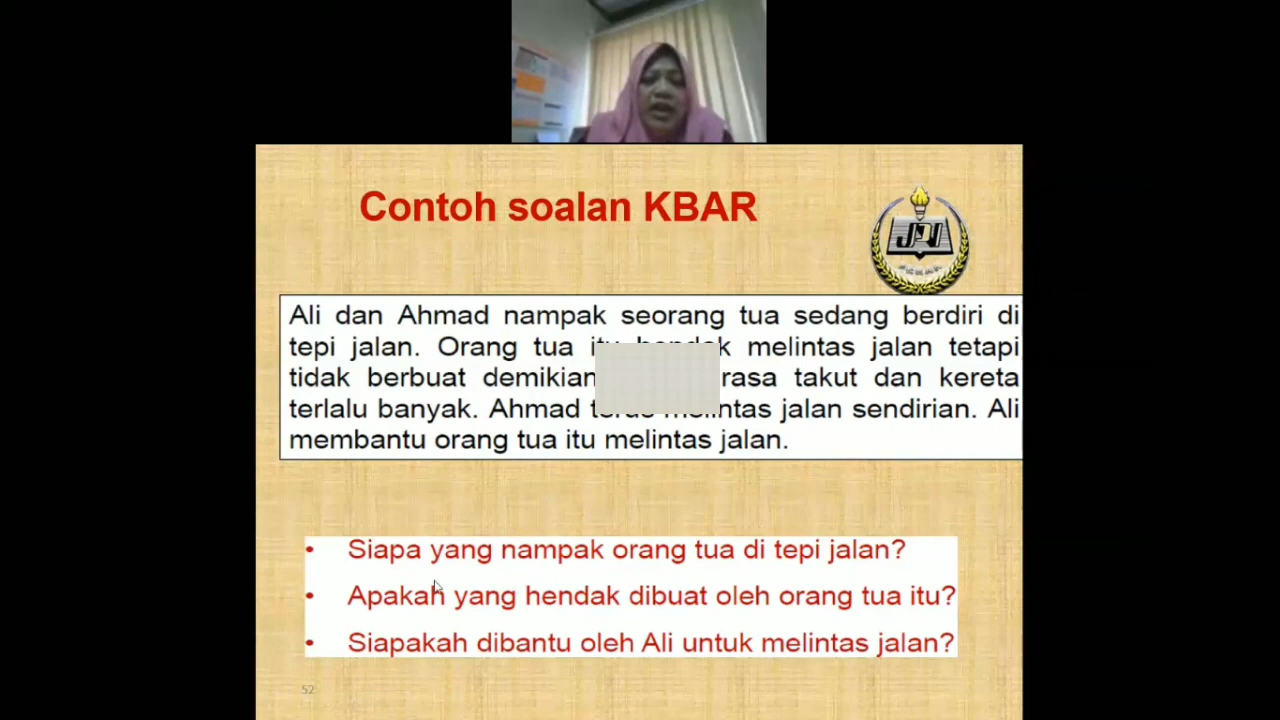 Contoh soalan KBAR
JPI
Ali dan Ahmad nampak seorang tua sedang berdiri di
tepi jalan. Orang tua itu hendak melintas jalan tetapi
tidak berbuat demikian rasa takut dan kereta
terlalu banyak. Ahmad terus melintas jalan sendirian. Ali
membantu orang tua itu melintas jalan.
• Siapa yang nampak orang tua di tepi jalan?
• Apakah yang hendak dibuat oleh orang tua itu?
• Siapakah dibantu oleh Ali untuk melintas jalan?
52